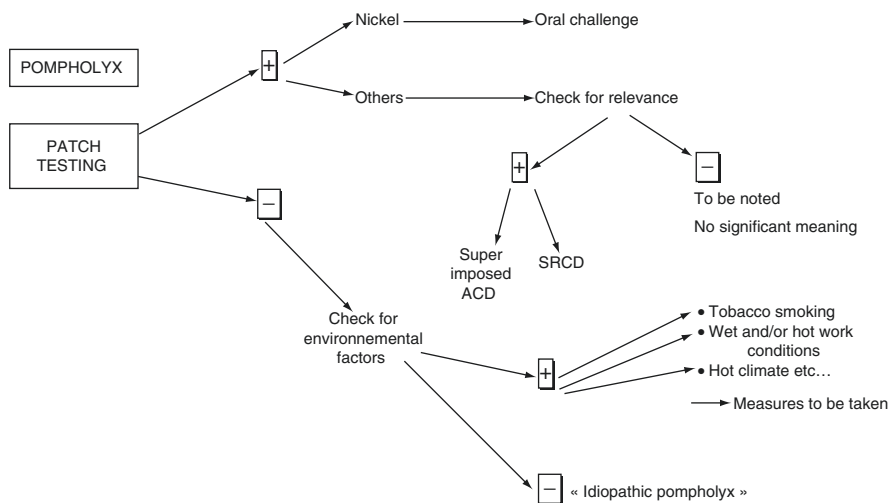 POMPHOLYX
PATCH
TESTING
+
Nickel
Oral challenge
Others
Check for relevance
+
Super
imposed
ACD
SRCD
−
To be noted
No significant meaning
−
Check for
environnemental
factors
+
• Tobacco smoking
• Wet and/or hot work
conditions
• Hot climate etc…
Measures to be taken
−
« Idiopathic pompholyx »